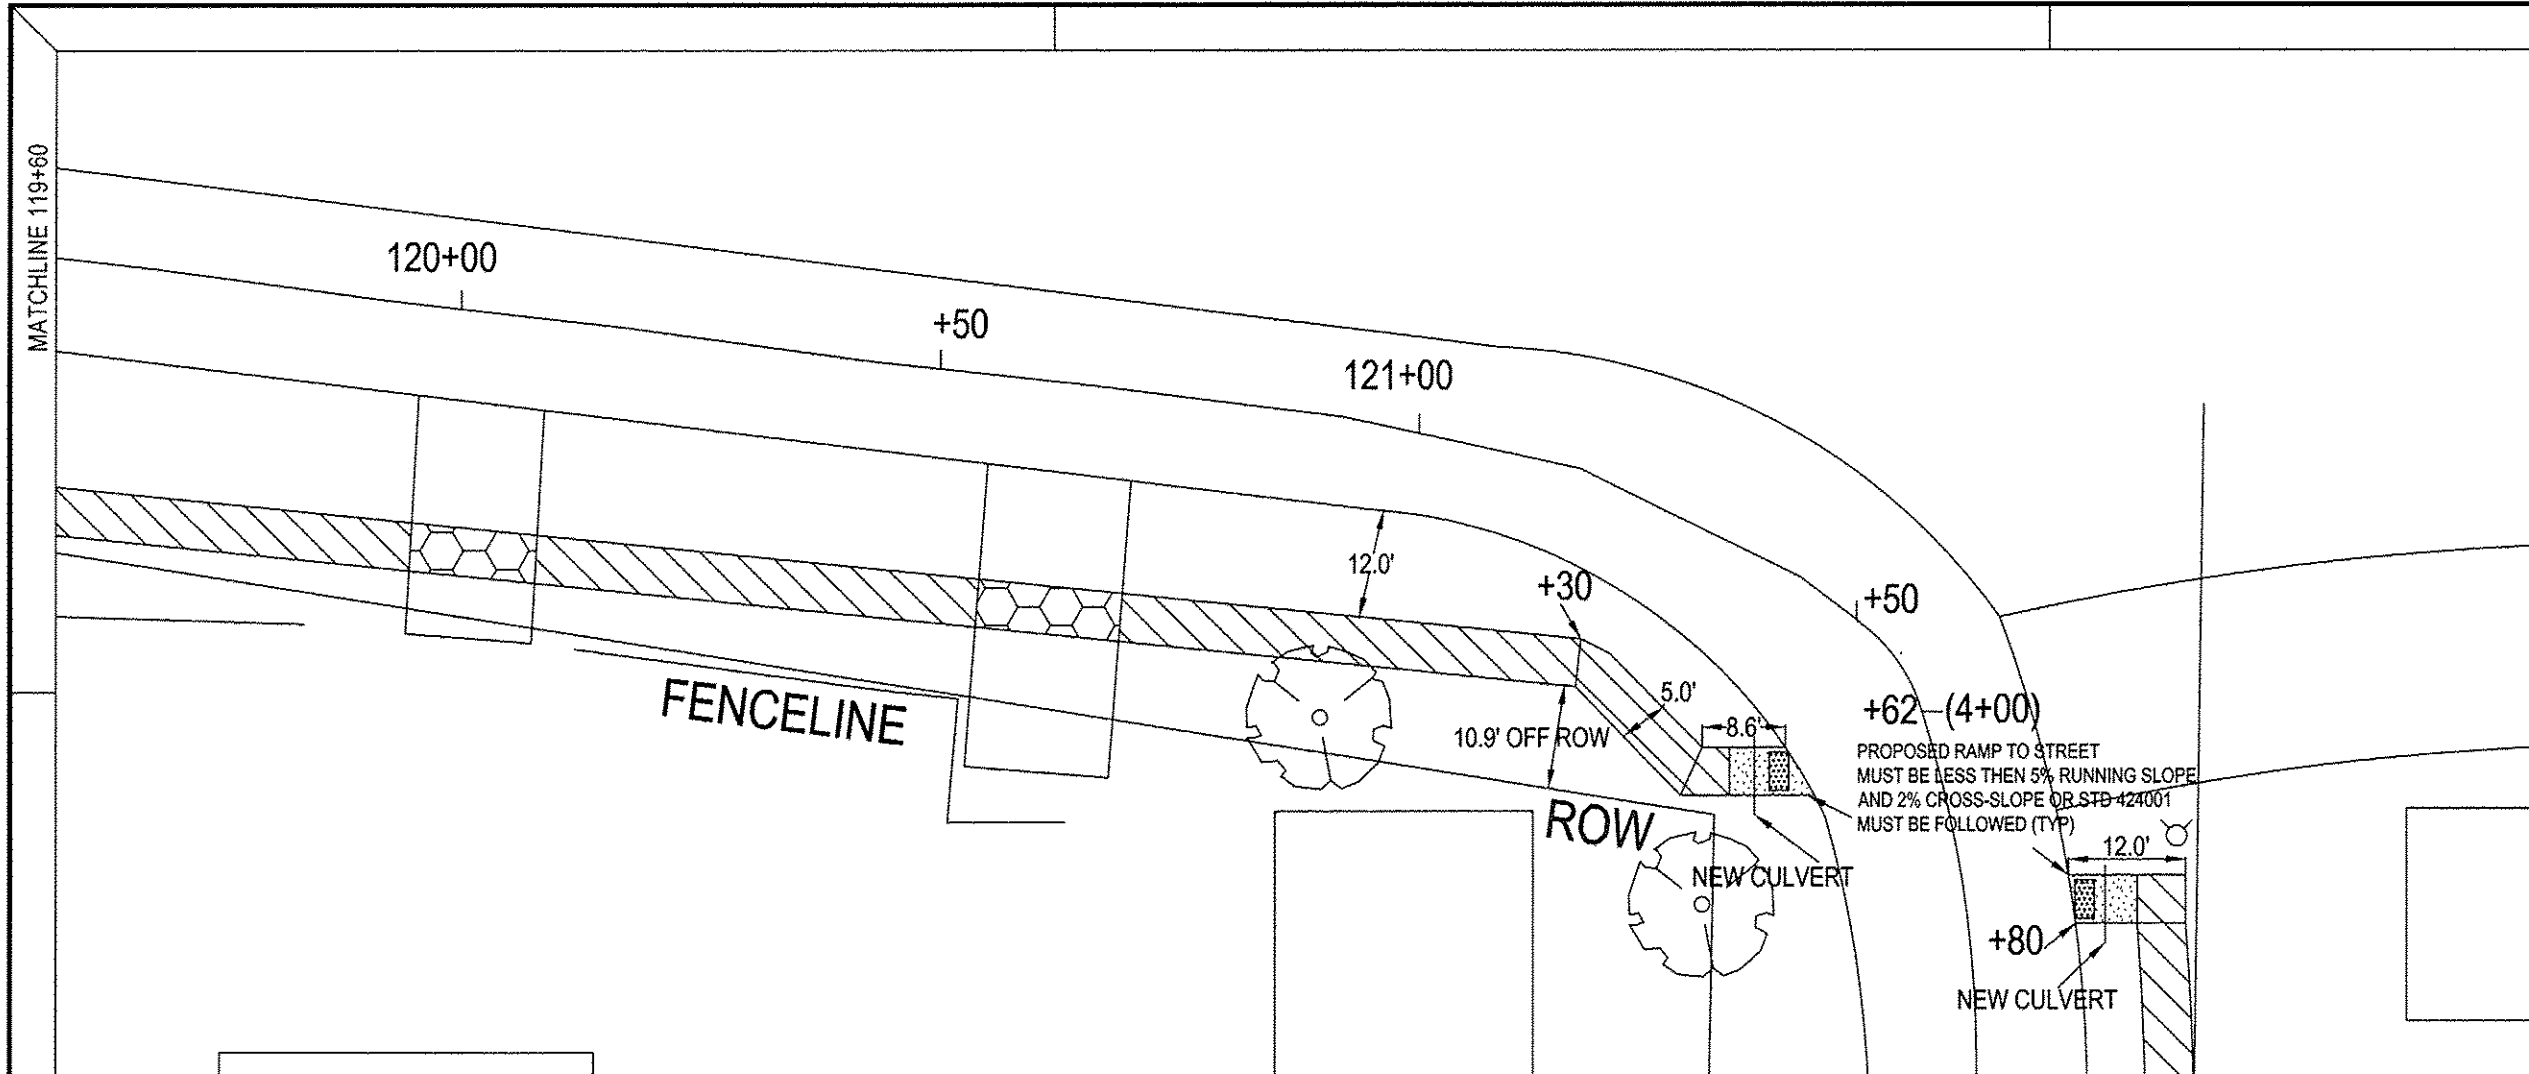 MATCHLINE 119+60
120+00
+50
121+00
12.0'
+30
+50
5.0'
8.6'
+62 (4+00)
10.9' OFF ROW
FENCELINE
ROW
PROPOSED RAMP TO STREET
MUST BE LESS THEN 5% RUNNING SLOPE
AND 2% CROSS-SLOPE OR STD 424001
MUST BE FOLLOWED (TYP)
NEW CULVERT
12.0'
+80
NEW CULVERT